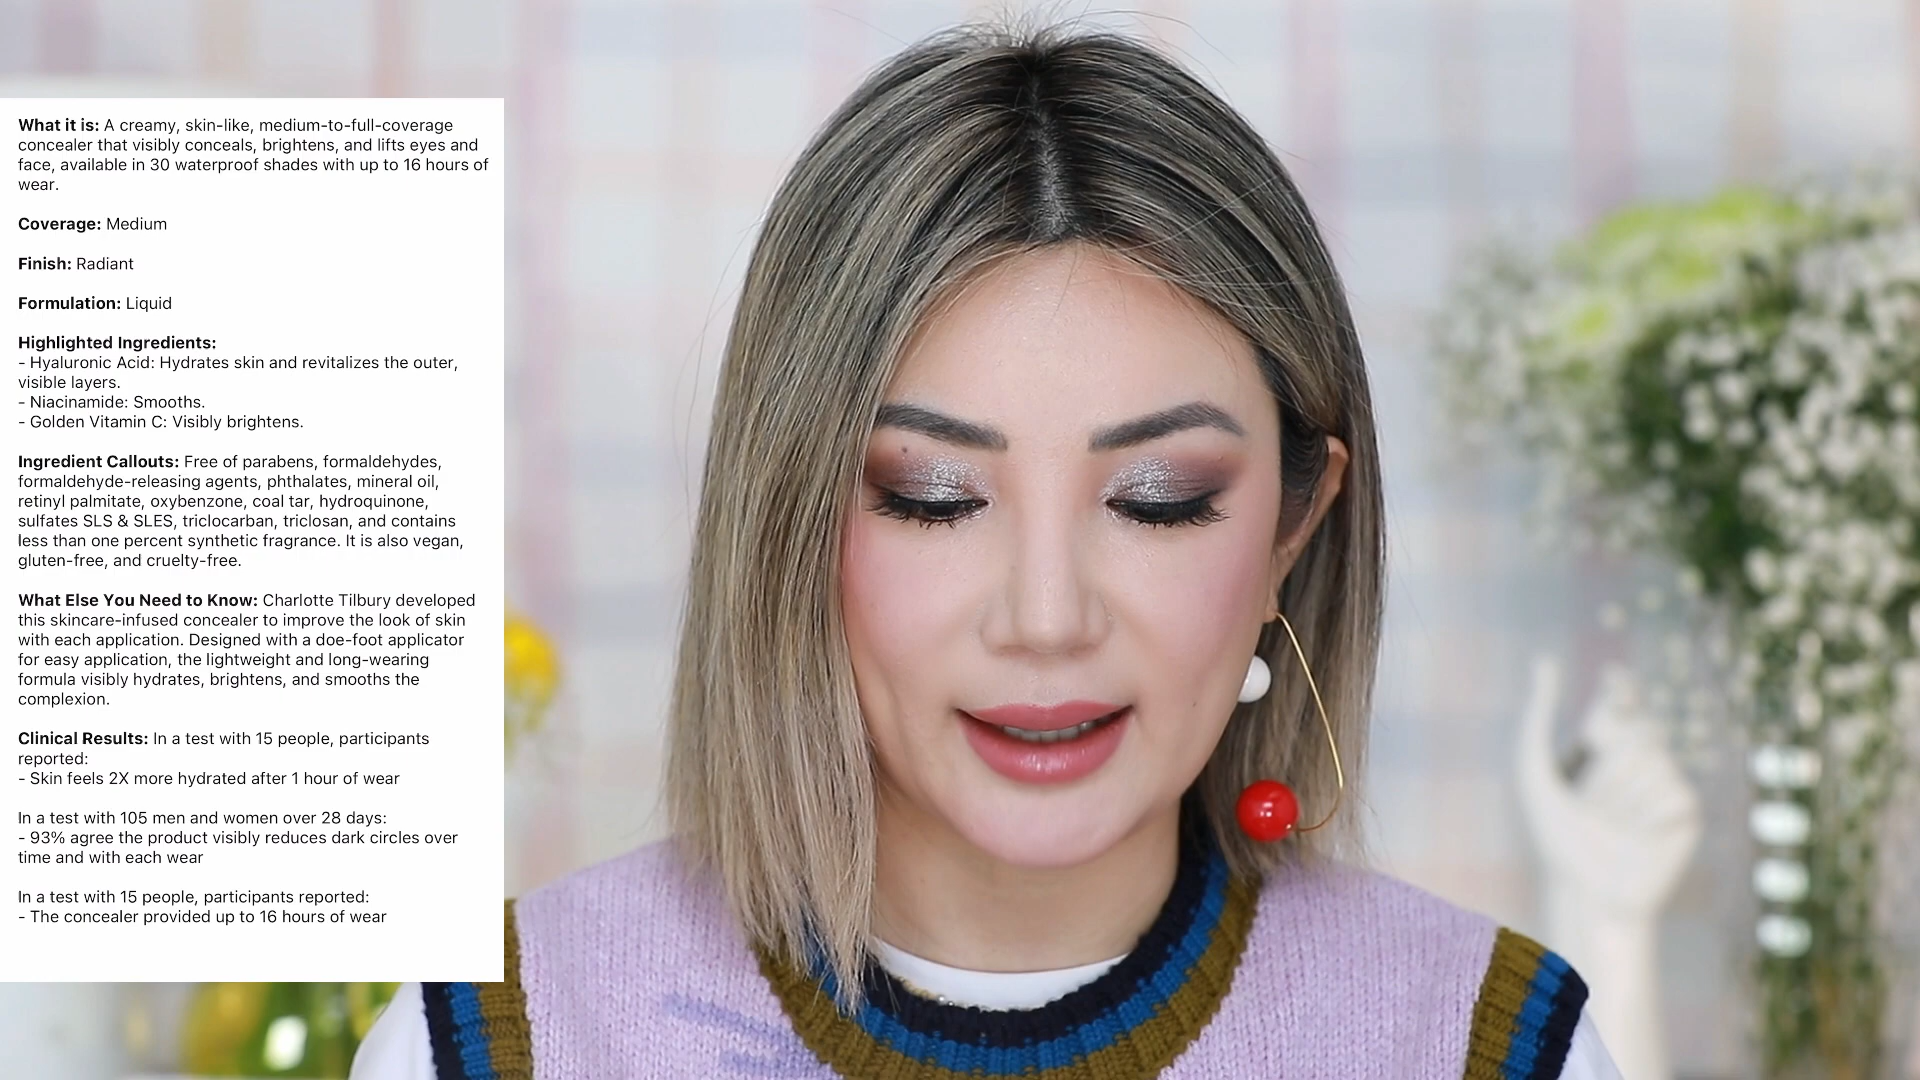 What it is: A creamy, skin-like, medium-to-full-coverage
concealer that visibly conceals, brightens, and lifts eyes and
face, available in 30 waterproof shades with up to 16 hours of
wear.
Coverage: Medium
Finish: Radiant
Formulation: Liquid
Highlighted Ingredients:
- Hyaluronic Acid: Hydrates skin and revitalizes the outer,
visible layers.
- Niacinamide: Smooths.
- Golden Vitamin C: Visibly brightens.
Ingredient Callouts: Free of parabens, formaldehydes,
formaldehyde-releasing agents, phthalates, mineral oil,
retinyl palmitate, oxybenzone, coal tar, hydroquinone,
sulfates SLS & SLES, triclocarban, triclosan, and contains
less than one percent synthetic fragrance. It is also vegan,
gluten-free, and cruelty-free.
What Else You Need to Know: Charlotte Tilbury developed
this skincare-infused concealer to improve the look of skin
with each application. Designed with a doe-foot applicator
for easy application, the lightweight and long-wearing
formula visibly hydrates, brightens, and smooths the
complexion.
Clinical Results: In a test with 15 people, participants
reported:
- Skin feels 2X more hydrated after 1 hour of wear
In a test with 105 men and women over 28 days:
- 93% agree the product visibly reduces dark circles over
time and with each wear
In a test with 15 people, participants reported:
- The concealer provided up to 16 hours of wear